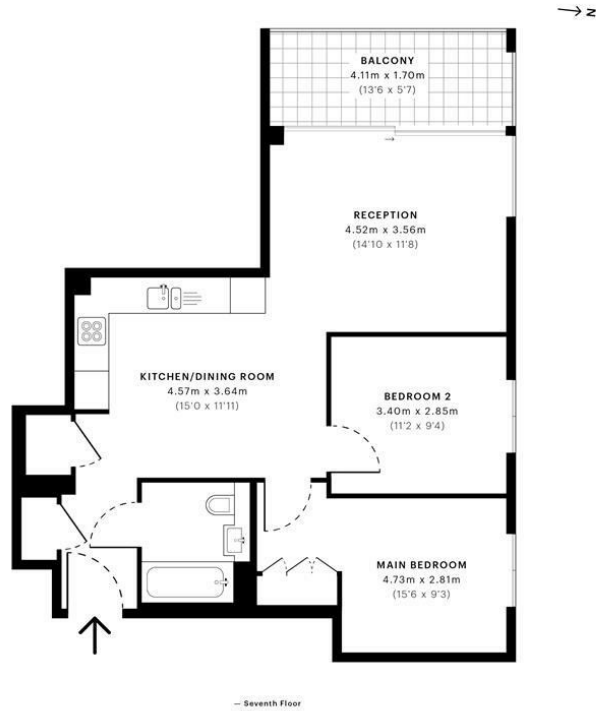 N
BALCONY
4.11m x 1.70m
(13'6 x 5'7)
RECEPTION
4.52m x 3.56m
(14'10 x 11'8)
KITCHEN/DINING ROOM
4.57m x 3.64m
(15'0 x 11'11)
BEDROOM 2
3.40m x 2.85m
(11'2 x 9'4)
MAIN BEDROOM
4.73m x 2.81m
(15'6 x 9'3)
— Seventh Floor